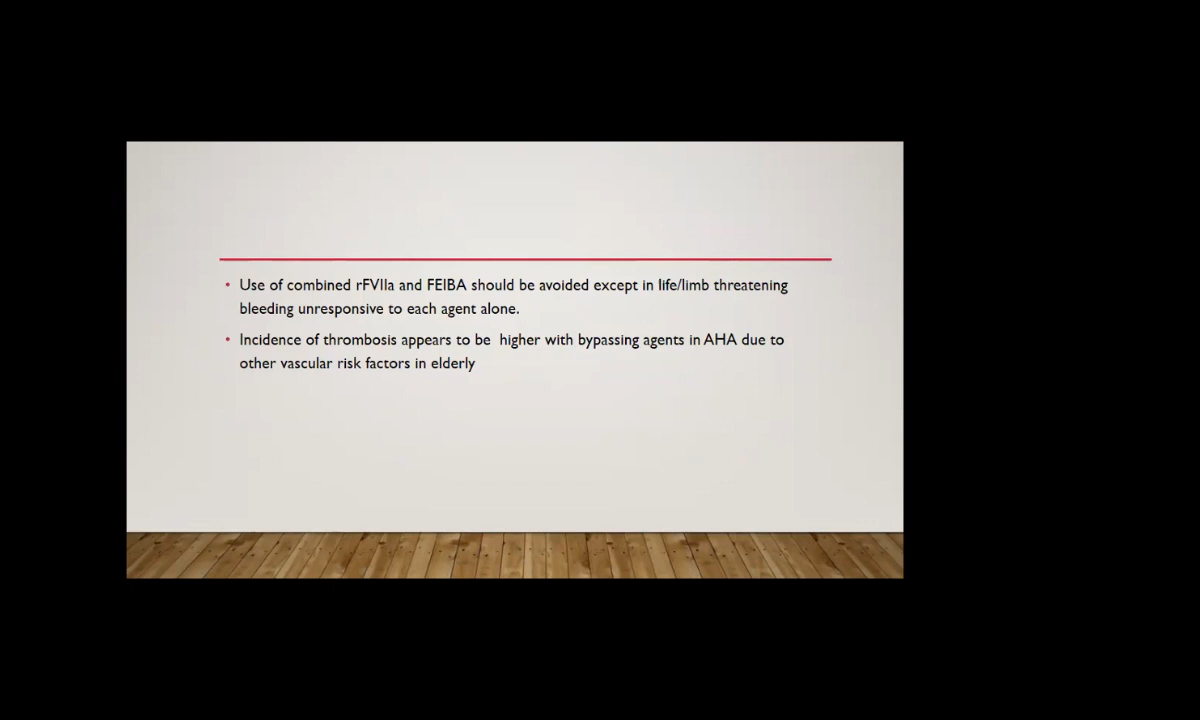 • Use of combined rFVIIa and FEIBA should be avoided except in life/limb threatening
bleeding unresponsive to each agent alone.
• Incidence of thrombosis appears to be  higher with bypassing agents in AHA due to
other vascular risk factors in elderly